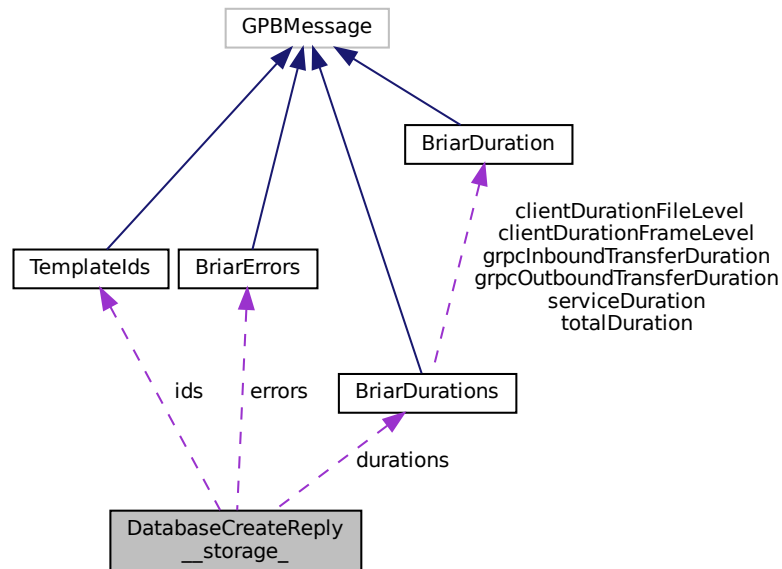 GPBMessage
BriarDuration
clientDurationFileLevel
clientDurationFrameLevel
grpcInboundTransferDuration
grpcOutboundTransferDuration
serviceDuration
totalDuration
TemplateIds
BriarErrors
ids
errors
BriarDurations
durations
DatabaseCreateReply
__storage_